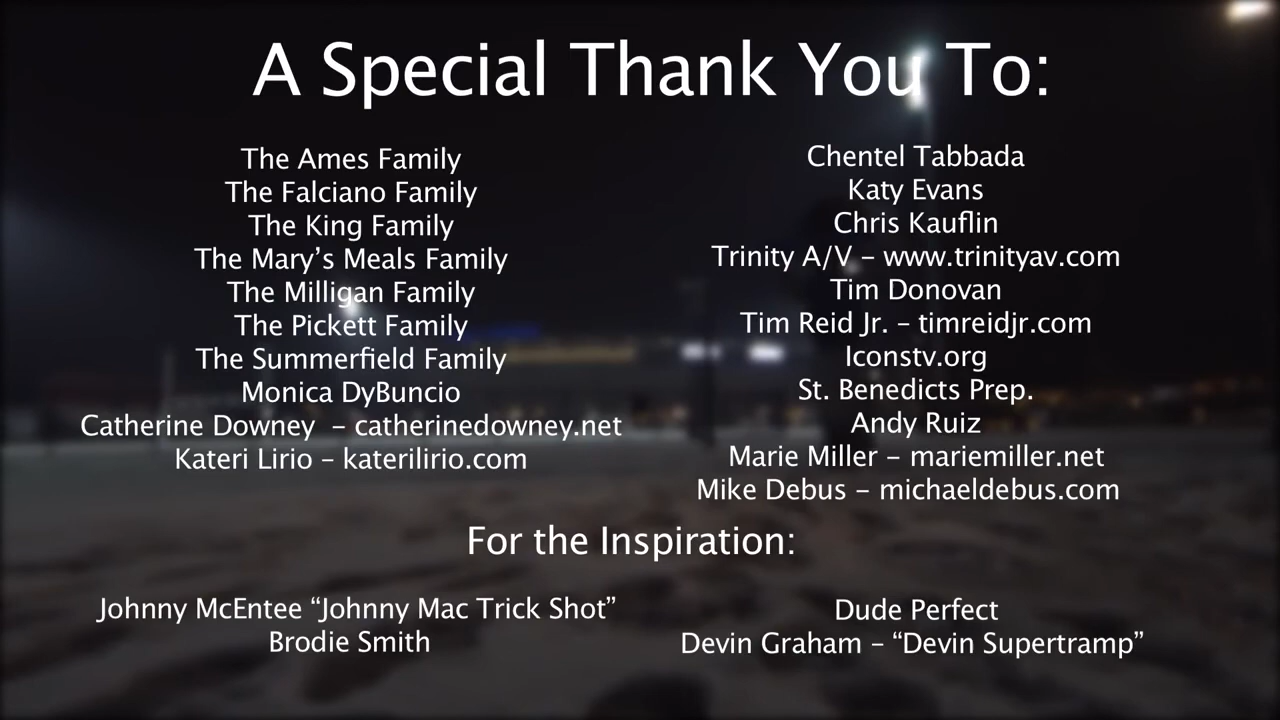 A Special Thank You To:
The Ames Family
The Falciano Family
The King Family
The Mary’s Meals Family
The Milligan Family
The Pickett Family
The Summerfield Family
Monica DyBuncio
Catherine Downey – catherinedowney.net
Kateri Lirio – katerilirio.com
Chentel Tabbada
Katy Evans
Chris Kauflin
Trinity A/V – www.trinityav.com
Tim Donovan
Tim Reid Jr. – timreidjr.com
Iconstv.org
St. Benedicts Prep.
Andy Ruiz
Marie Miller – mariemiller.net
Mike Debus – michaeldebus.com
For the Inspiration:
Johnny McEntee “Johnny Mac Trick Shot”
Brodie Smith
Dude Perfect
Devin Graham – “Devin Supertramp”